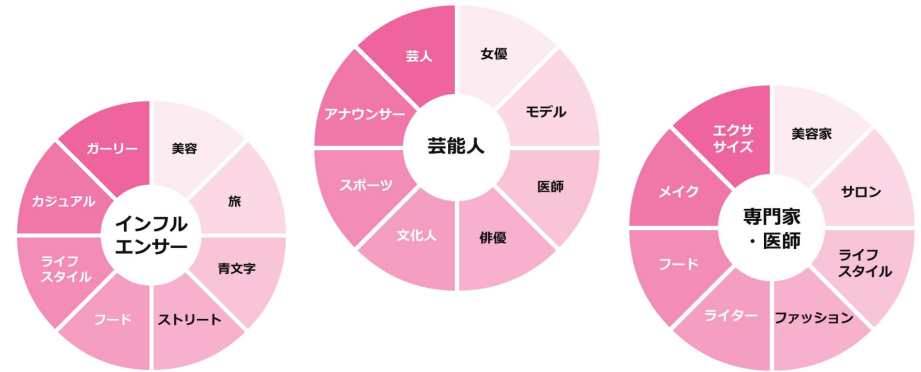 ガーリー
美容
旅
青文字
ストリート
フード
ライフ
スタイル
カジュアル
インフル
エンサー
芸人
女優
モデル
医師
俳優
文化人
スポーツ
アナウンサー
芸能人
エクサ
サイズ
美容家
サロン
ライフ
スタイル
ファッション
ライター
フード
メイク
専門家
・医師